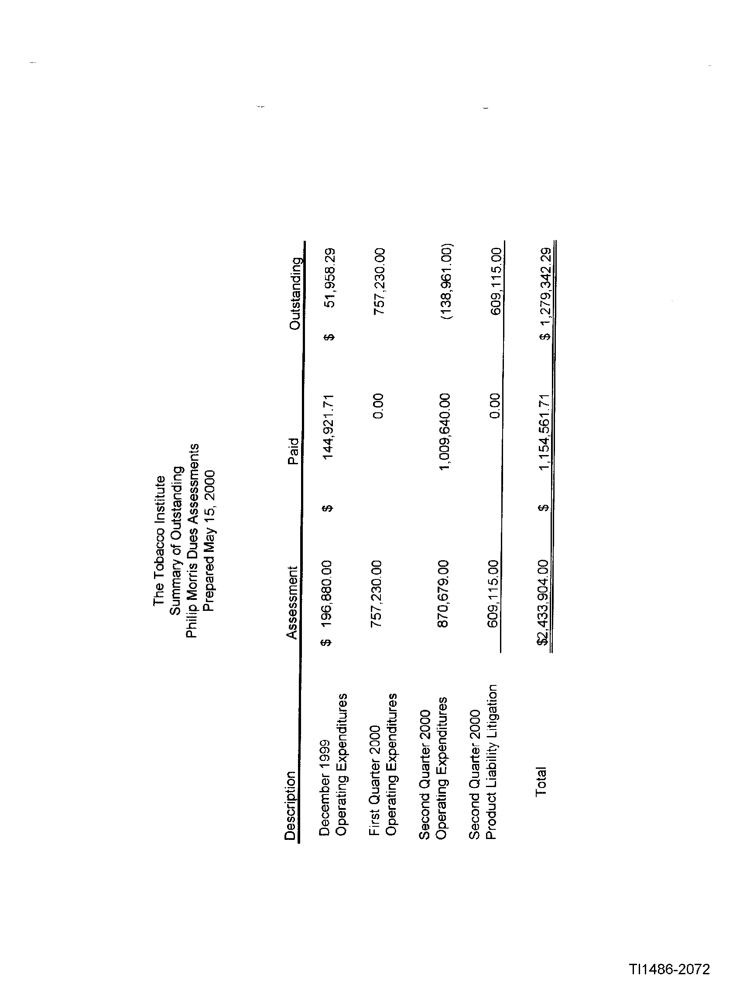 The Tobacco Institute
Summary of Outstanding
Philip Morris Dues Assessments
Prepared May 15, 2000
Description Assessment Paid Outstanding
December 1999
Operating Expenditures $ 196,880.00 $ 144,921.71 $ 51,958.29
First Quarter 2000
Operating Expenditures 757,230.00 0.00 757,230.00
Second Quarter 2000
Operating Expenditures 870,679.00 1,009,640.00 (138,961.00)
Second Quarter 2000
Product Liability Litigation 609,115.00 0.00 609,115.00
Total $2,433,904.00 $ 1,154,561.71 $ 1,279,342.29
TI1486-2072